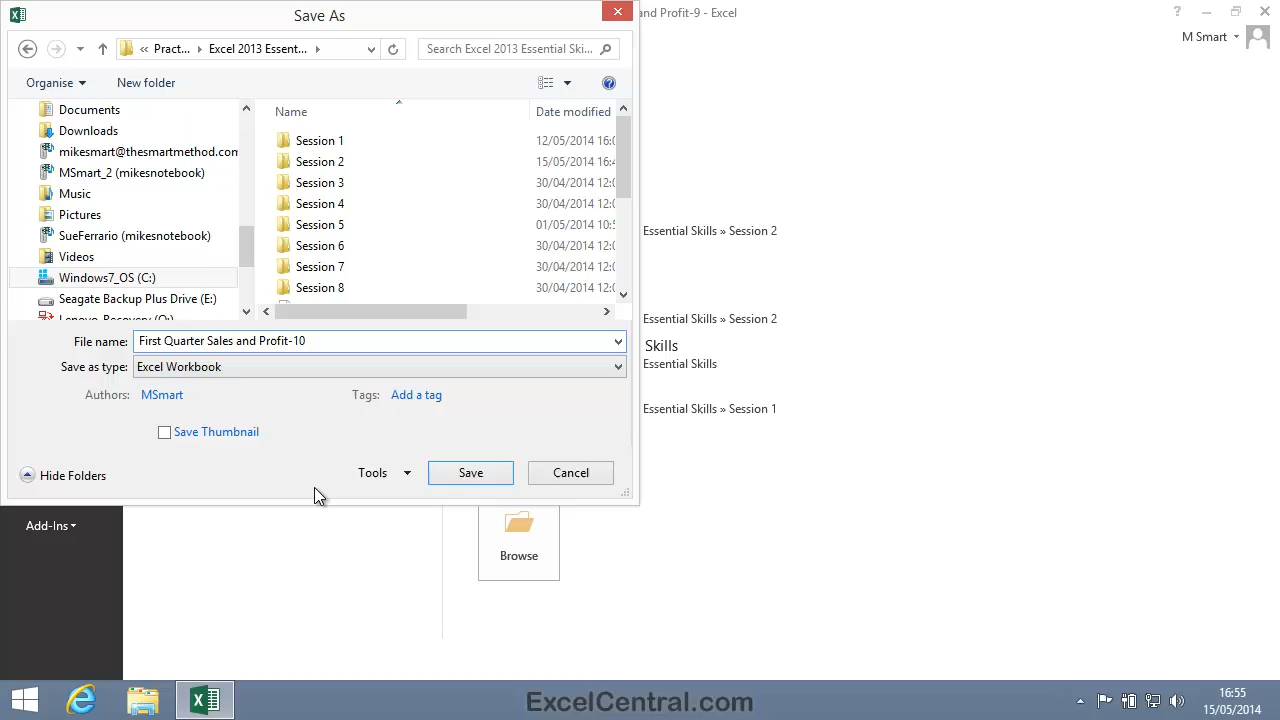 Save As
and Profit-9 - Excel
M Smart
« Pract... Excel 2013 Essent...
Search Excel 2013 Essential Ski...
Organise
New folder
Documents
Downloads
mikesmart@thesmartmethod.com
MSmart_2 (mikesnotebook)
Music
Pictures
SueFerrario (mikesnotebook)
Videos
Windows7_OS (C:)
Seagate Backup Plus Drive (E:)
Lenovo_Recovery (Q:)
Name Date modified
Session 1 12/05/2014 16:0
Session 2 15/05/2014 16:4
Session 3 30/04/2014 12:0
Session 4 30/04/2014 12:0
Session 5 01/05/2014 10:5
Session 6 30/04/2014 12:0
Session 7 30/04/2014 12:0
Session 8 30/04/2014 12:0
File name: First Quarter Sales and Profit-10
Save as type: Excel Workbook
Authors: MSmart
Tags: Add a tag
Save Thumbnail
Hide Folders
Tools
Save
Cancel
Essential Skills » Session 2
Essential Skills » Session 2
Skills
Essential Skills
Essential Skills » Session 1
Add-Ins
Browse
ExcelCentral.com
16:55
15/05/2014